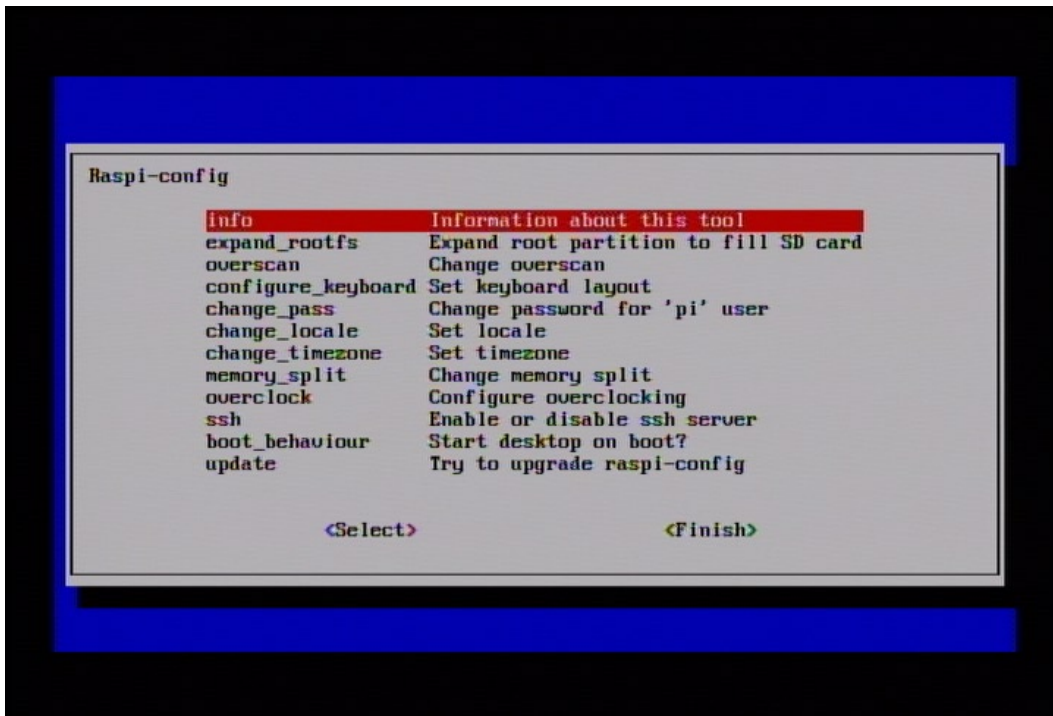 Raspi-config
info Information about this tool
expand_rootfs Expand root partition to fill SD card
overscan Change overscan
configure_keyboard Set keyboard layout
change_pass Change password for 'pi' user
change_locale Set locale
change_timezone Set timezone
memory_split Change memory split
overclock Configure overclocking
ssh Enable or disable ssh server
boot_behaviour Start desktop on boot?
update Try to upgrade raspi-config
<Select> <Finish>